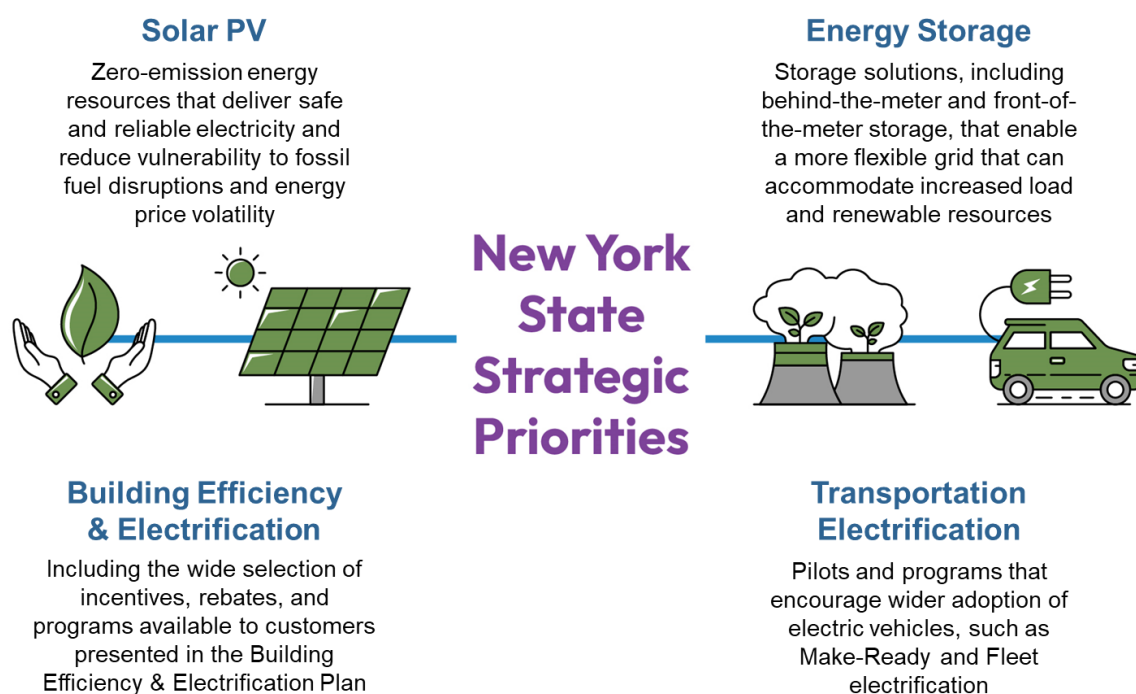 Solar PV
Zero-emission energy
resources that deliver safe
and reliable electricity and
reduce vulnerability to fossil
fuel disruptions and energy
price volatility
Energy Storage
Storage solutions, including
behind-the-meter and front-of-
the-meter storage, that enable
a more flexible grid that can
accommodate increased load
and renewable resources
New York
State
Strategic
Priorities
Building Efficiency
& Electrification
Including the wide selection of
incentives, rebates, and
programs available to customers
presented in the Building
Efficiency & Electrification Plan
Transportation
Electrification
Pilots and programs that
encourage wider adoption of
electric vehicles, such as
Make-Ready and Fleet
electrification